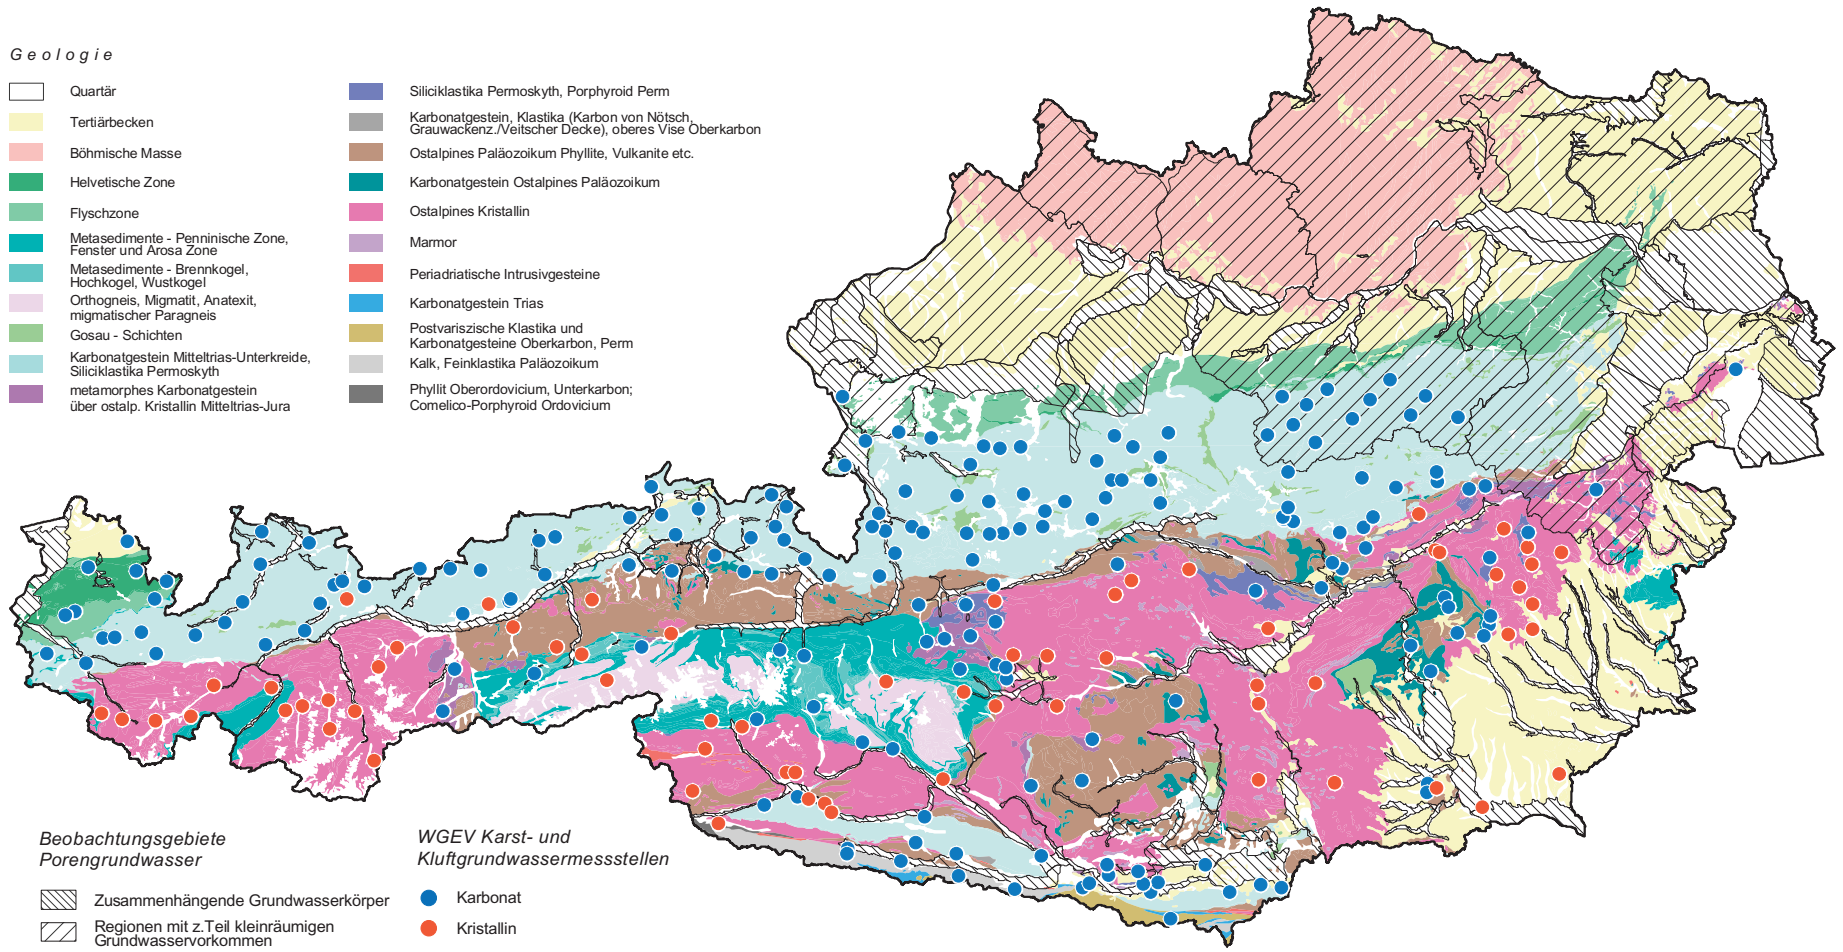 Geologie
Quartär
Tertiärbecken
Böhmische Masse
Helvetische Zone
Flyschzone
Metasedimente - Penninische Zone,
Fenster und Arosa Zone
Metasedimente - Brennkogel,
Hochkogel, Wustkogel
Orthogneis, Migmatit, Anatexit,
migmatischer Paragneis
Gosau - Schichten
Karbonatgestein Mitteltrias-Unterkreide,
Siliciklastika Permoskyth
metamorphes Karbonatgestein
über ostalp. Kristallin Mitteltrias-Jura
Siliciklastika Permoskyth, Porphyroid Perm
Karbonatgestein, Klastika (Karbon von Nötsch,
Grauwackenz./Veitscher Decke), oberes Vise Oberkarbon
Ostalpines Paläozoikum Phyllite, Vulkanite etc.
Karbonatgestein Ostalpines Paläozoikum
Ostalpines Kristallin
Marmor
Periadriatische Intrusivgesteine
Karbonatgestein Trias
Postvariszische Klastika und
Karbonatgesteine Oberkarbon, Perm
Kalk, Feinklastika Paläozoikum
Phyllit Oberordovicium, Unterkarbon;
Comelico-Porphyroid Ordovicium
Beobachtungsgebiete
Porengrundwasser
Zusammenhängende Grundwasserkörper
Regionen mit z.Teil kleinräumigen
Grundwasservorkommen
WGEV Karst- und
Kluftgrundwassermessstellen
Karbonat
Kristallin